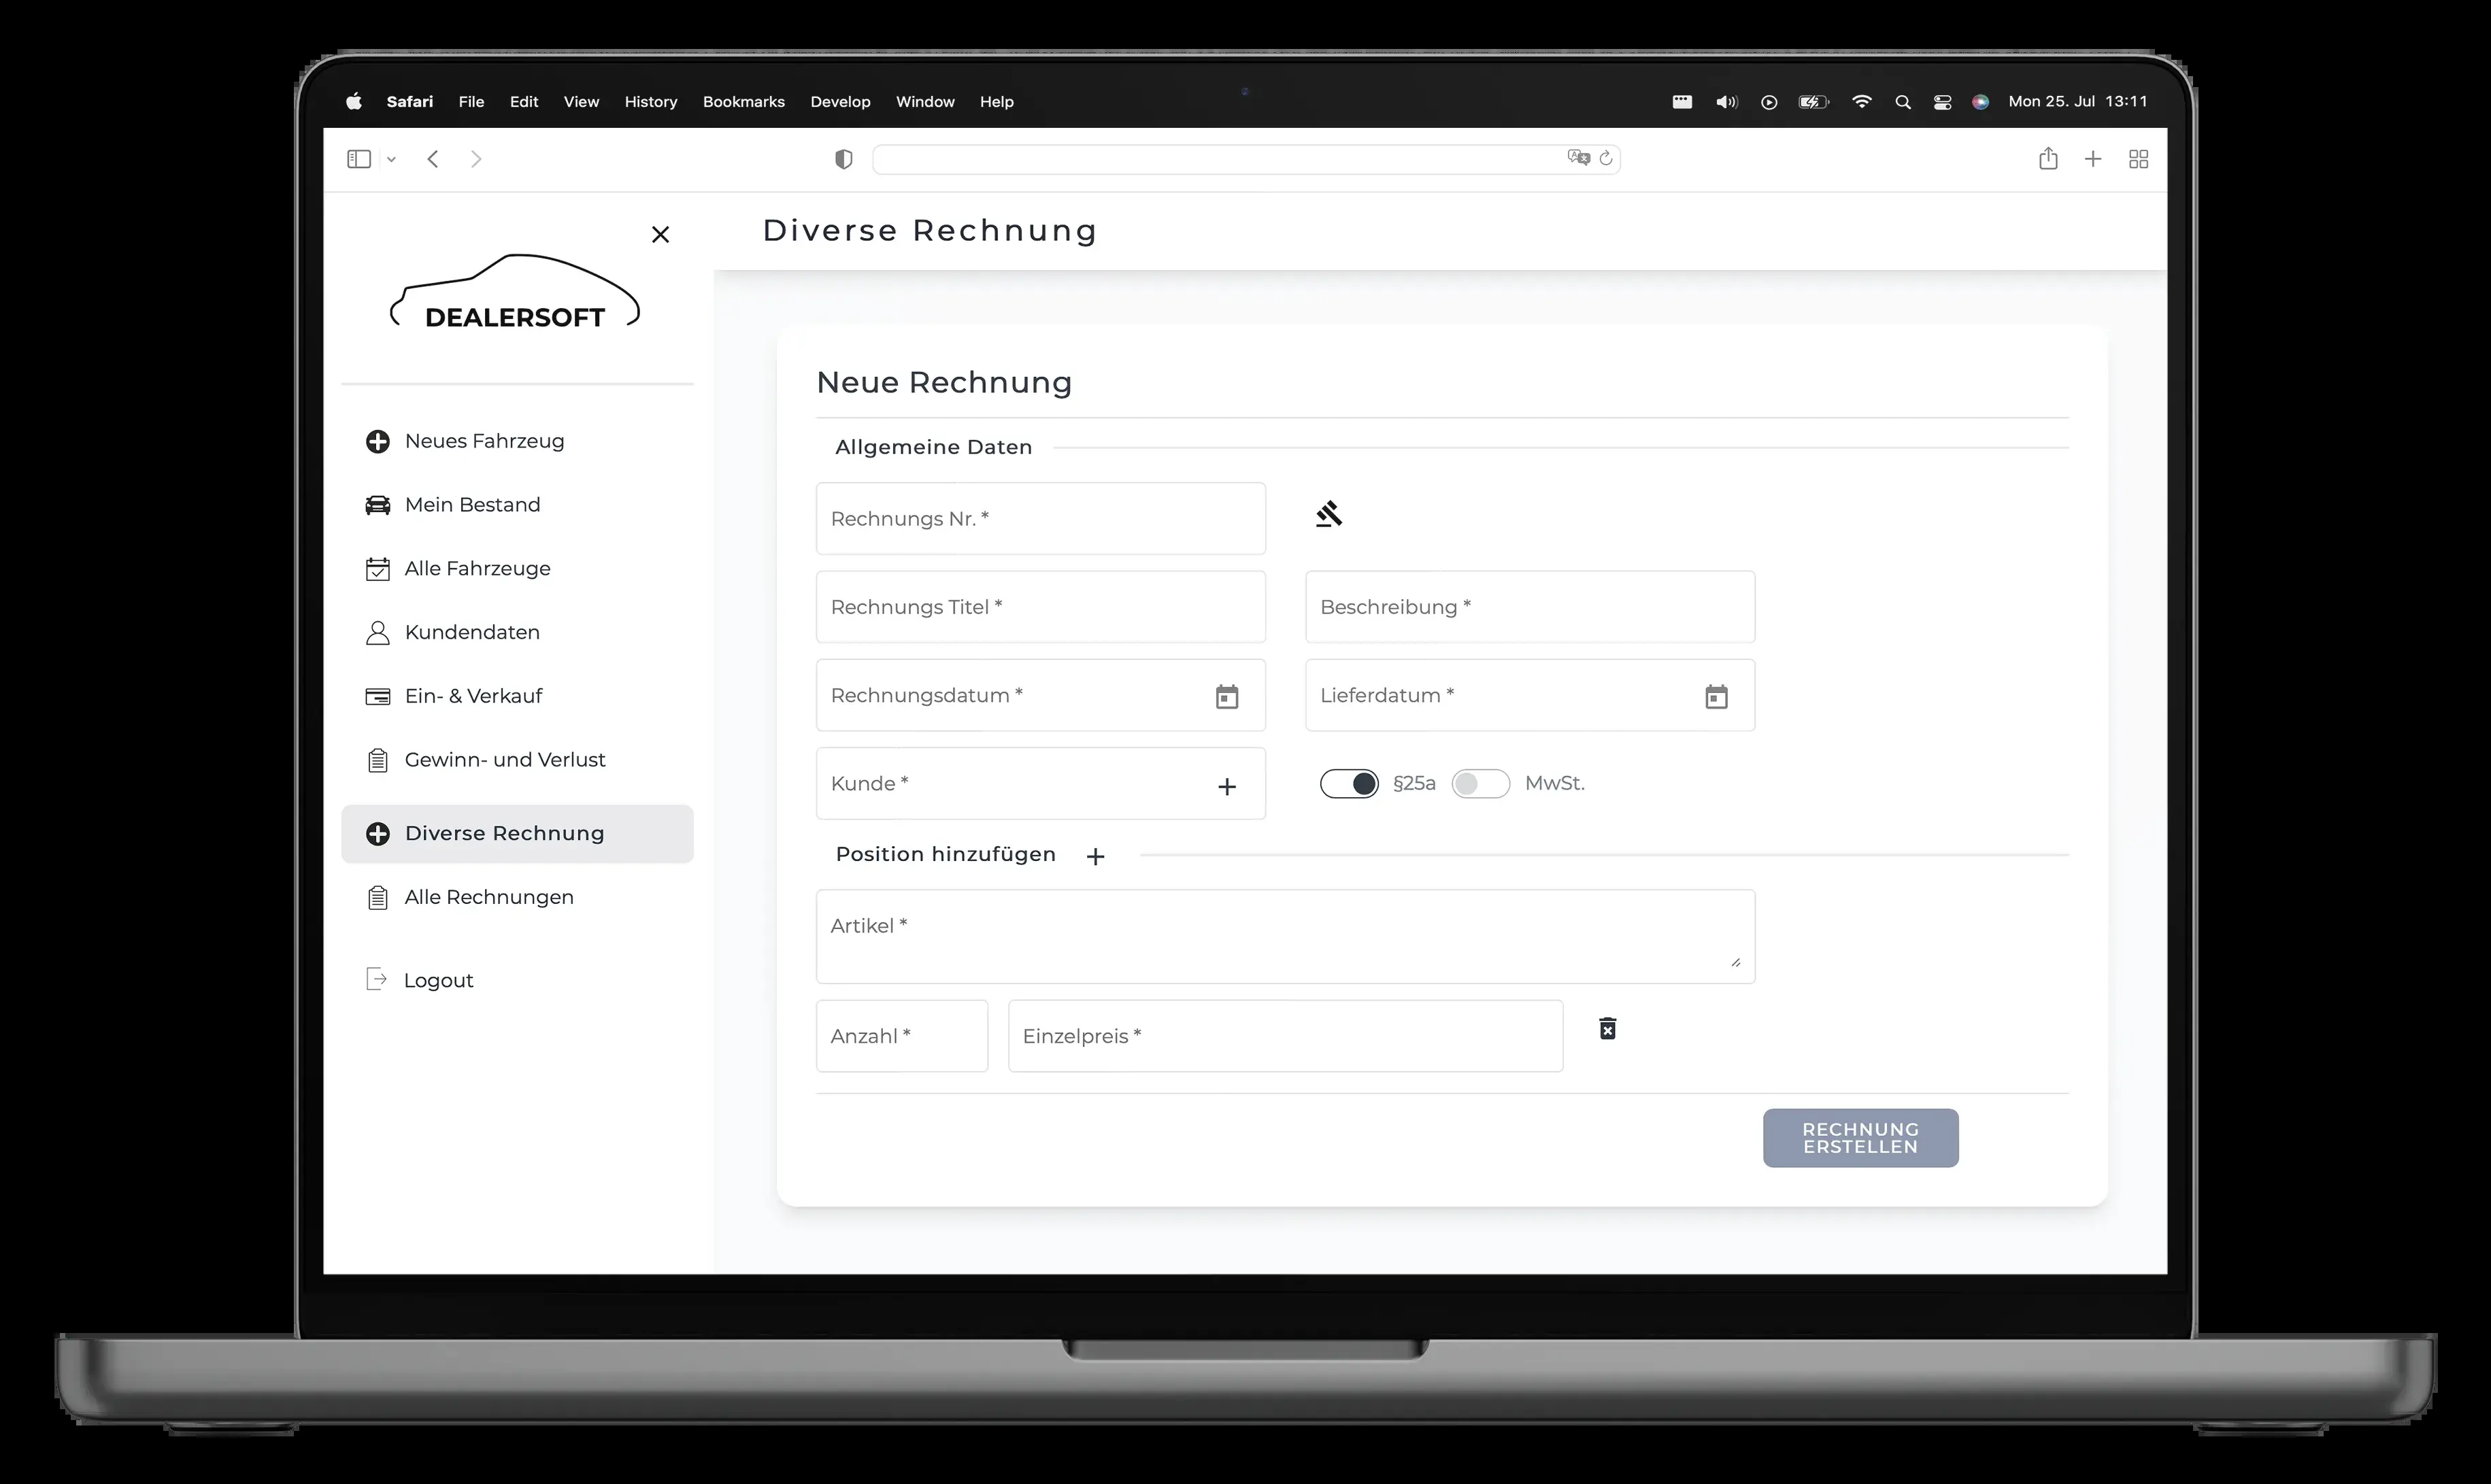 Safari File Edit View History Bookmarks Develop Window Help Mon 25. Jul 13:11
Diverse Rechnung
DEALERSOFT
Neues Fahrzeug
Mein Bestand
Alle Fahrzeuge
Kundendaten
Ein- & Verkauf
Gewinn- und Verlust
Diverse Rechnung
Alle Rechnungen
Logout
Neue Rechnung
Allgemeine Daten
Rechnungs Nr. *
Rechnungs Titel * Beschreibung *
Rechnungsdatum * Lieferdatum *
Kunde * §25a MwSt.
Position hinzufügen
Artikel *
Anzahl * Einzelpreis *
RECHNUNG
ERSTELLEN